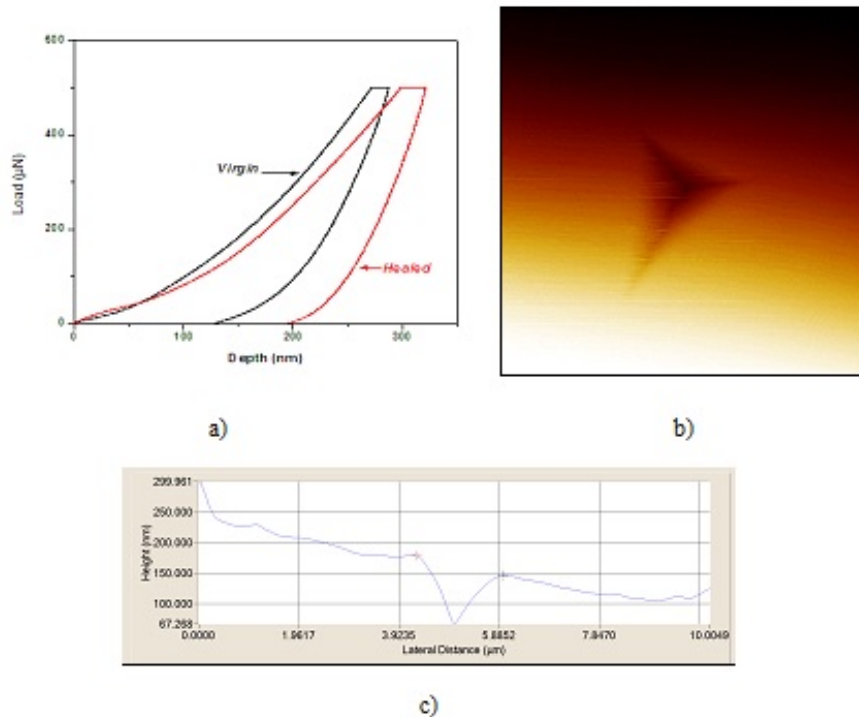 600
400
200
0
Load (µN)
Virgin
Healed
0 100 200 300
Depth (nm)
a)
b)
299.961
250.000
200.000
150.000
100.000
67.268
Height (nm)
0.0000 1.9617 3.9235 5.8852 7.8470 10.0049
Lateral Distance (µm)
c)